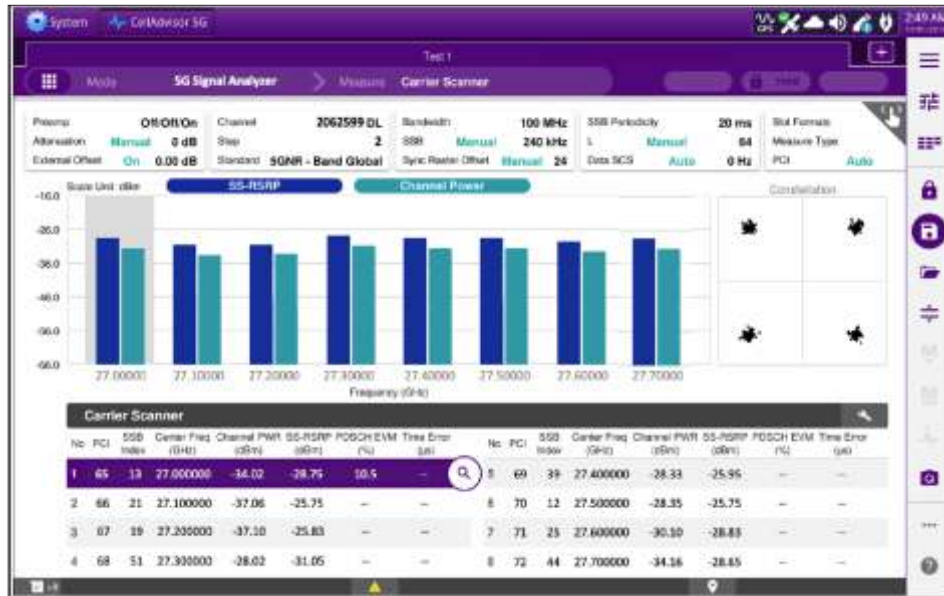 System CellAdvisor 5G 2:49 AM
Test 1
Mode 5G Signal Analyzer Measure Carrier Scanner
Preamp Off/Off/On Channel 2062599 DL Bandwidth 100 MHz SSB Periodicity 20 ms Slot Formats
Attenuation Manual 0 dB Step 2 SSB Manual 240 kHz L Manual 64 Measure Type
External Offset On 0.00 dB Standard 5GNR - Band Global Sync Raster Offset Manual 24 Data SCS Auto 0 Hz PCI Auto
Scale Unit dBm SS-RSRP Channel Power Constellation
-16.0
-26.0
-36.0
-46.0
-56.0
-66.0
27.00000 27.10000 27.20000 27.30000 27.40000 27.50000 27.60000 27.70000
Frequency (GHz)
Carrier Scanner
No PCI SSB Index Center Freq (GHz) Channel PWR (dBm) SS-RSRP (dBm) PDSCH EVM (%) Time Error (μs) No PCI SSB Index Center Freq (GHz) Channel PWR (dBm) SS-RSRP (dBm) PDSCH EVM (%) Time Error (μs)
1 65 13 27.000000 -34.02 -28.75 10.5 -- 5 69 39 27.400000 -28.33 -25.95 -- --
2 66 21 27.100000 -37.06 -25.75 -- -- 6 70 12 27.500000 -28.35 -25.75 -- --
3 67 19 27.200000 -37.10 -25.83 -- -- 7 71 25 27.600000 -30.10 -28.83 -- --
4 68 51 27.300000 -28.02 -31.05 -- -- 8 72 44 27.700000 -34.16 -28.65 -- --